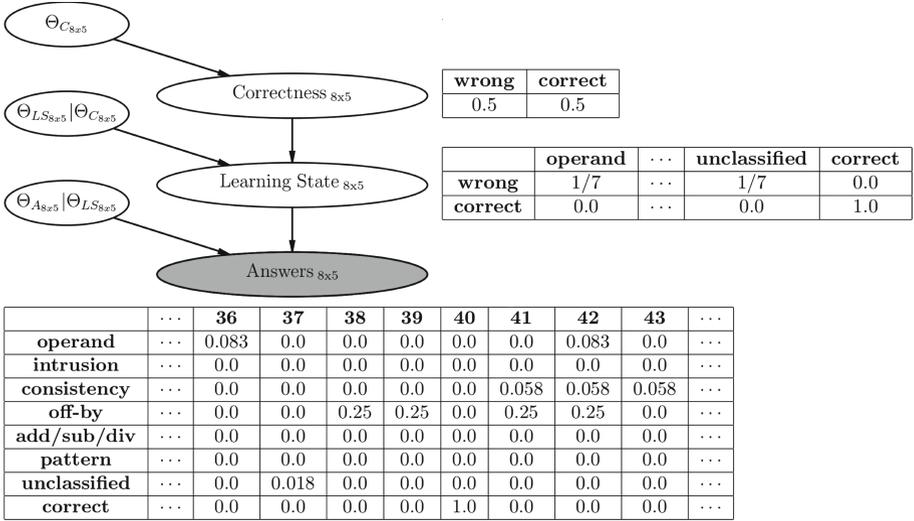 Θ_{C_{8x5}}
Correctness_{8x5}
Θ_{LS_{8x5}}|Θ_{C_{8x5}}
Learning State_{8x5}
Θ_{A_{8x5}}|Θ_{LS_{8x5}}
Answers_{8x5}
wrong correct
0.5 0.5
operand ... unclassified correct
wrong 1/7 ... 1/7 0.0
correct 0.0 ... 0.0 1.0
... 36 37 38 39 40 41 42 43 ...
operand ... 0.083 0.0 0.0 0.0 0.0 0.0 0.083 0.0 ...
intrusion ... 0.0 0.0 0.0 0.0 0.0 0.0 0.0 0.0 ...
consistency ... 0.0 0.0 0.0 0.0 0.0 0.058 0.058 0.058 ...
off-by ... 0.0 0.0 0.25 0.25 0.0 0.25 0.25 0.0 ...
add/sub/div ... 0.0 0.0 0.0 0.0 0.0 0.0 0.0 0.0 ...
pattern ... 0.0 0.0 0.0 0.0 0.0 0.0 0.0 0.0 ...
unclassified ... 0.0 0.018 0.0 0.0 0.0 0.0 0.0 0.0 ...
correct ... 0.0 0.0 0.0 0.0 1.0 0.0 0.0 0.0 ...